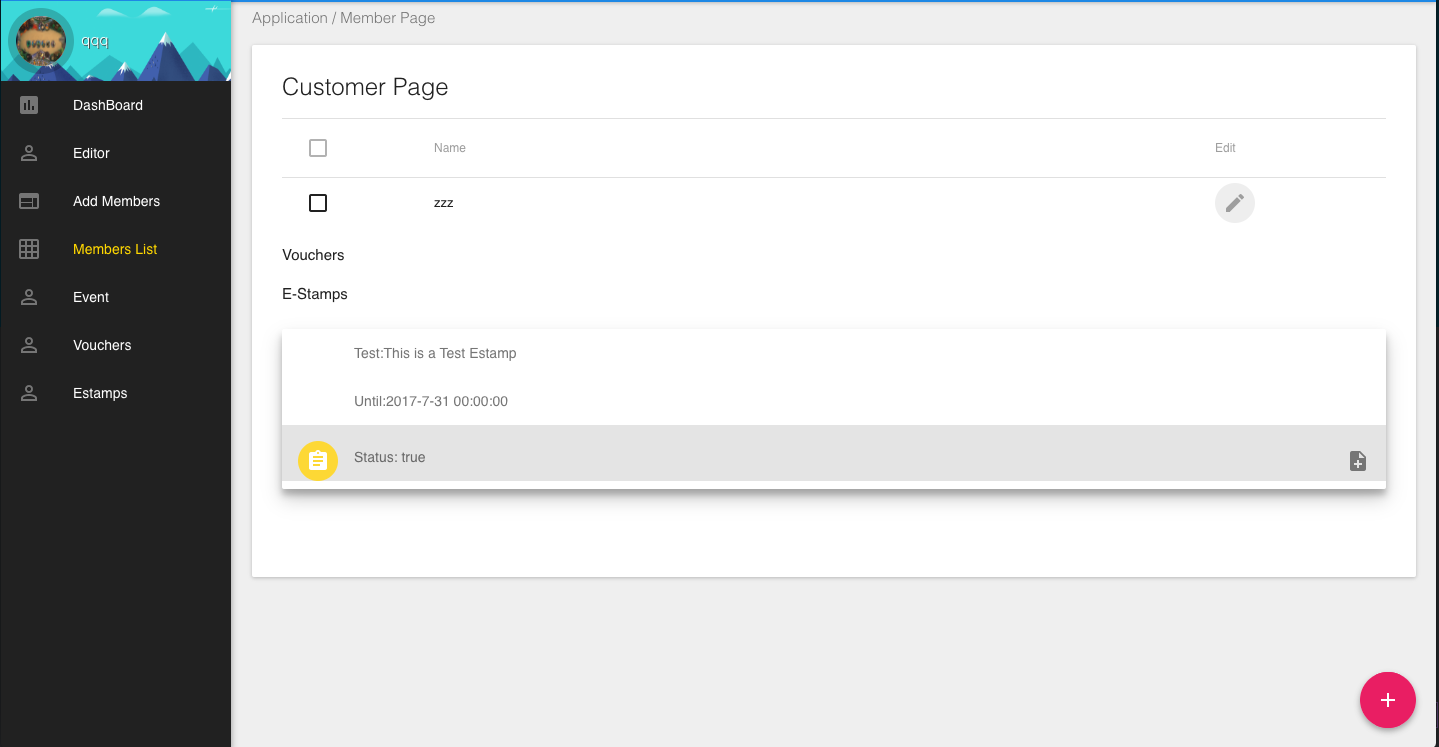 qqq
DashBoard
Editor
Add Members
Members List
Event
Vouchers
Estamps
Application / Member Page
Customer Page
Name Edit
zzz
Vouchers
E-Stamps
Test:This is a Test Estamp
Until:2017-7-31 00:00:00
Status: true